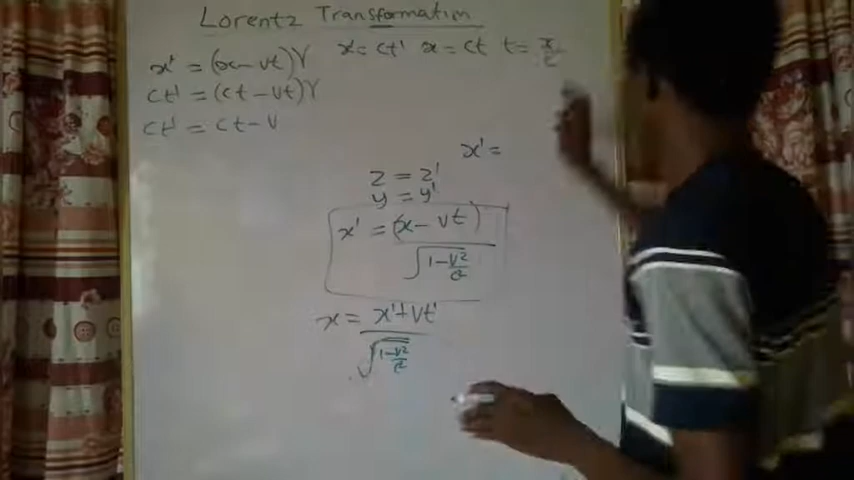 Lorentz Transformation
x' = (x - vt)γ
x = ct' x = ct t = x/c
ct' = (ct - vt)γ
ct' = ct - v
x' =
z = z'
y = y'
x' = (x - vt)/√(1 - v²/c²)
x = x' + vt'/√(1 - v²/c²)